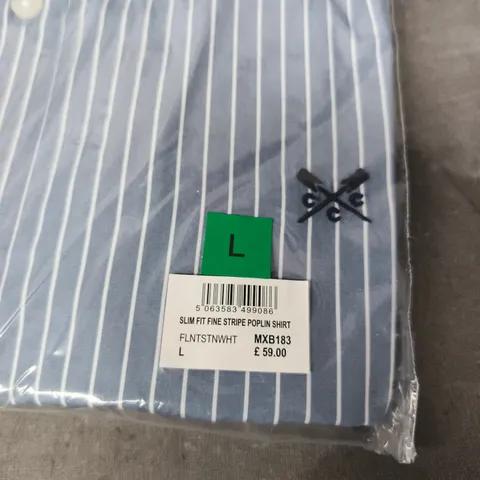 C C
C
L
5 063583 499086
SLIM FIT FINE STRIPE POPLIN SHIRT
FLNTSTNWHT MXB183
L £ 59.00